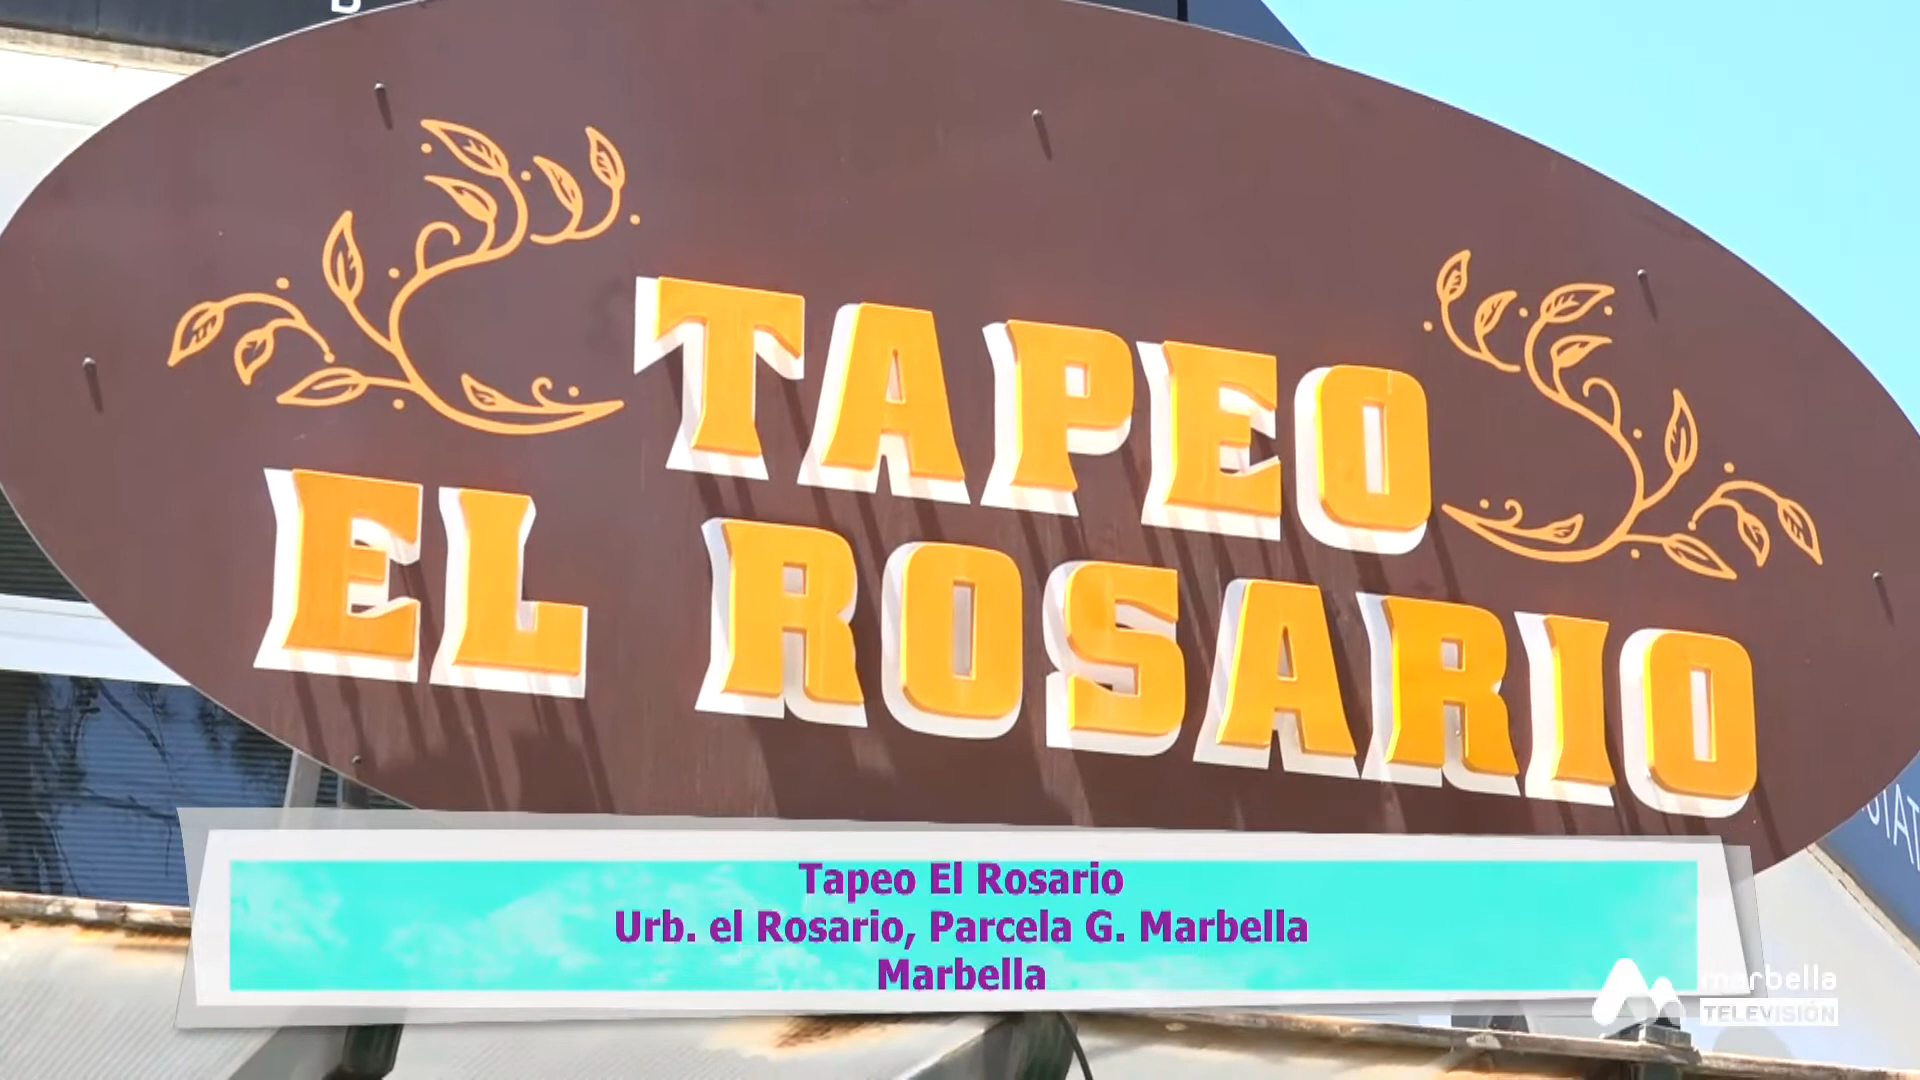 TAPEO
EL ROSARIO
Tapeo El Rosario
Urb. el Rosario, Parcela G. Marbella
Marbella
marbella
TELEVISIÓN